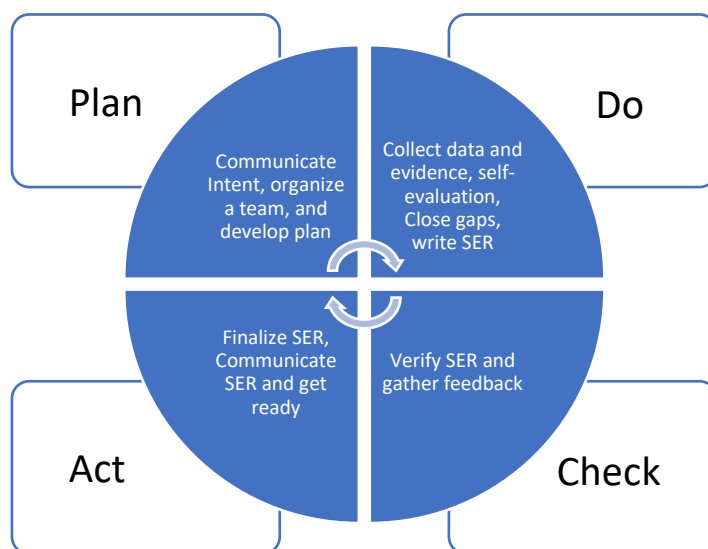 Plan
Communicate
Intent, organize
a team, and
develop plan
Do
Collect data and
evidence, self-
evaluation,
Close gaps,
write SER
Act
Finalize SER,
Communicate
SER and get
ready
Check
Verify SER and
gather feedback